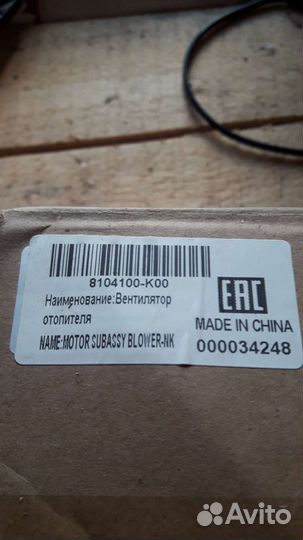 8104100-K00
Наименование:Вентилятор
отопителя
NAME:MOTOR SUBASSY BLOWER-NK
EAC
MADE IN CHINA
000034248
Avito